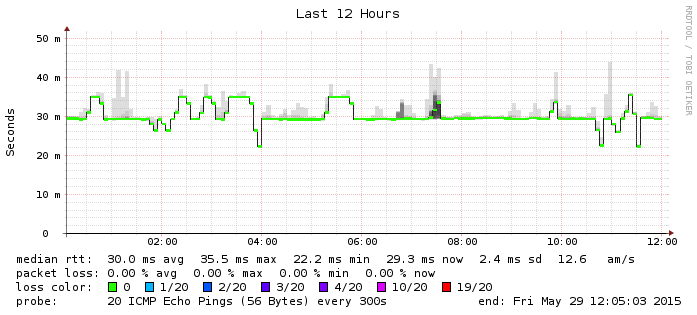 Last 12 Hours
RRDTOOL / TOBI OETIKER
Seconds
50 m
40 m
30 m
20 m
10 m
0
02:00 04:00 06:00 08:00 10:00 12:00
median rtt: 30.0 ms avg 35.5 ms max 22.2 ms min 29.3 ms now 2.4 ms sd 12.6 am/s
packet loss: 0.00 % avg 0.00 % max 0.00 % min 0.00 % now
loss color: 0 1/20 2/20 3/20 4/20 10/20 19/20
probe: 20 ICMP Echo Pings (56 Bytes) every 300s end: Fri May 29 12:05:03 2015